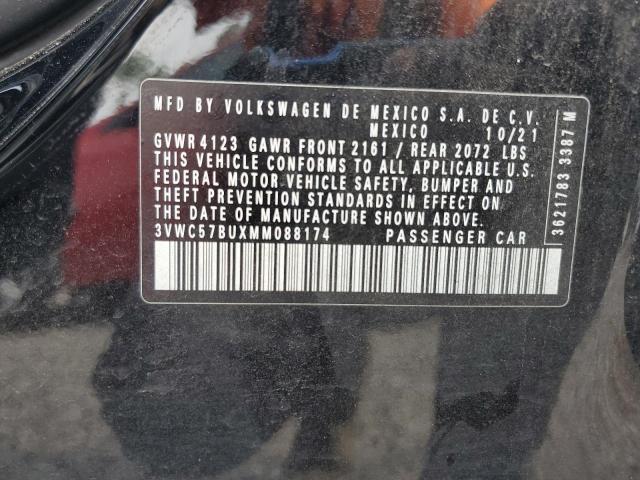 MFD BY VOLKSWAGEN DE MEXICO S.A. DE C.V.
MEXICO 10/21
GVWR 4123 GAWR FRONT 2161 / REAR 2072 LBS
THIS VEHICLE CONFORMS TO ALL APPLICABLE U.S.
FEDERAL MOTOR VEHICLE SAFETY, BUMPER AND
THEFT PREVENTION STANDARDS IN EFFECT ON
THE DATE OF MANUFACTURE SHOWN ABOVE.
3VWC57BUXMM088174 PASSENGER CAR
3621783 3387 M